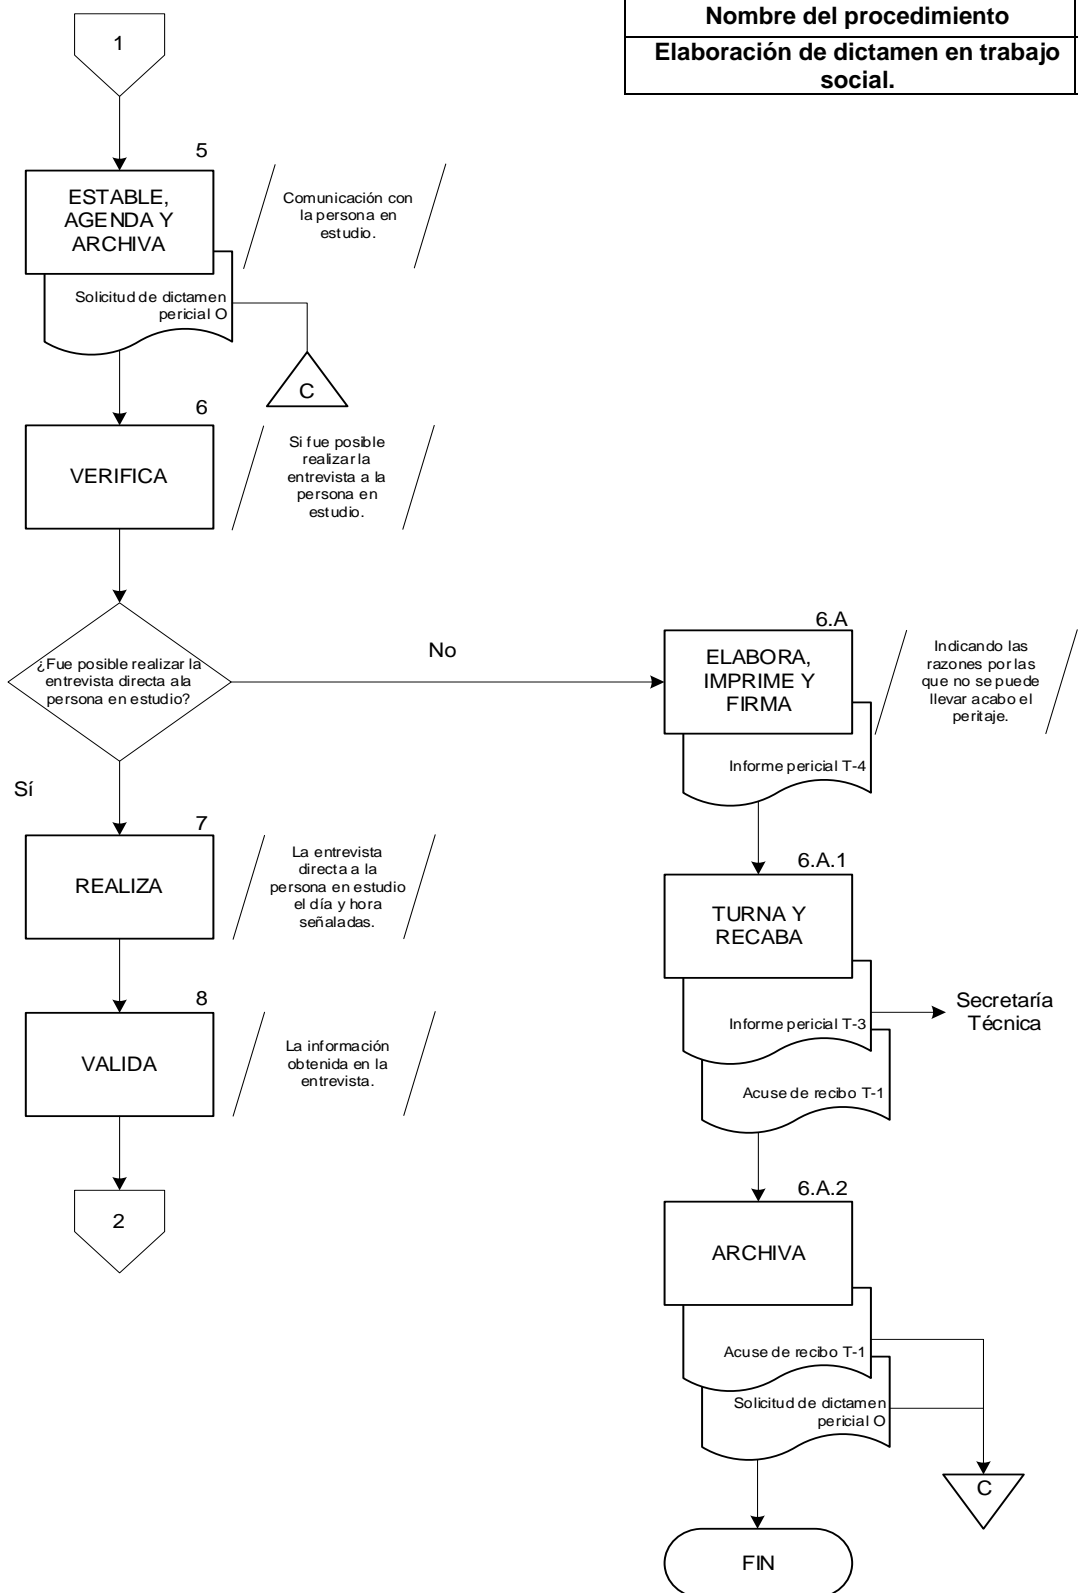 Nombre del procedimiento
Elaboración de dictamen en trabajo
social.
1
5
ESTABLE,
AGENDA Y
ARCHIVA
Comunicación con
la persona en
estudio.
Solicitud de dictamen
pericial O
C
6
VERIFICA
Si fue posible
realizar la
entrevista a la
persona en
estudio.
¿Fue posible realizar la
entrevista directa a la
persona en estudio?
No
Sí
7
REALIZA
La entrevista
directa a la
persona en estudio
el día y hora
señaladas.
8
VALIDA
La información
obtenida en la
entrevista.
2
6.A
ELABORA,
IMPRIME Y
FIRMA
Indicando las
razones por las
que no se puede
llevar acabo el
peritaje.
Informe pericial T-4
6.A.1
TURNA Y
RECABA
Informe pericial T-3
Secretaría
Técnica
Acuse de recibo T-1
6.A.2
ARCHIVA
Acuse de recibo T-1
Solicitud de dictamen
pericial O
C
FIN